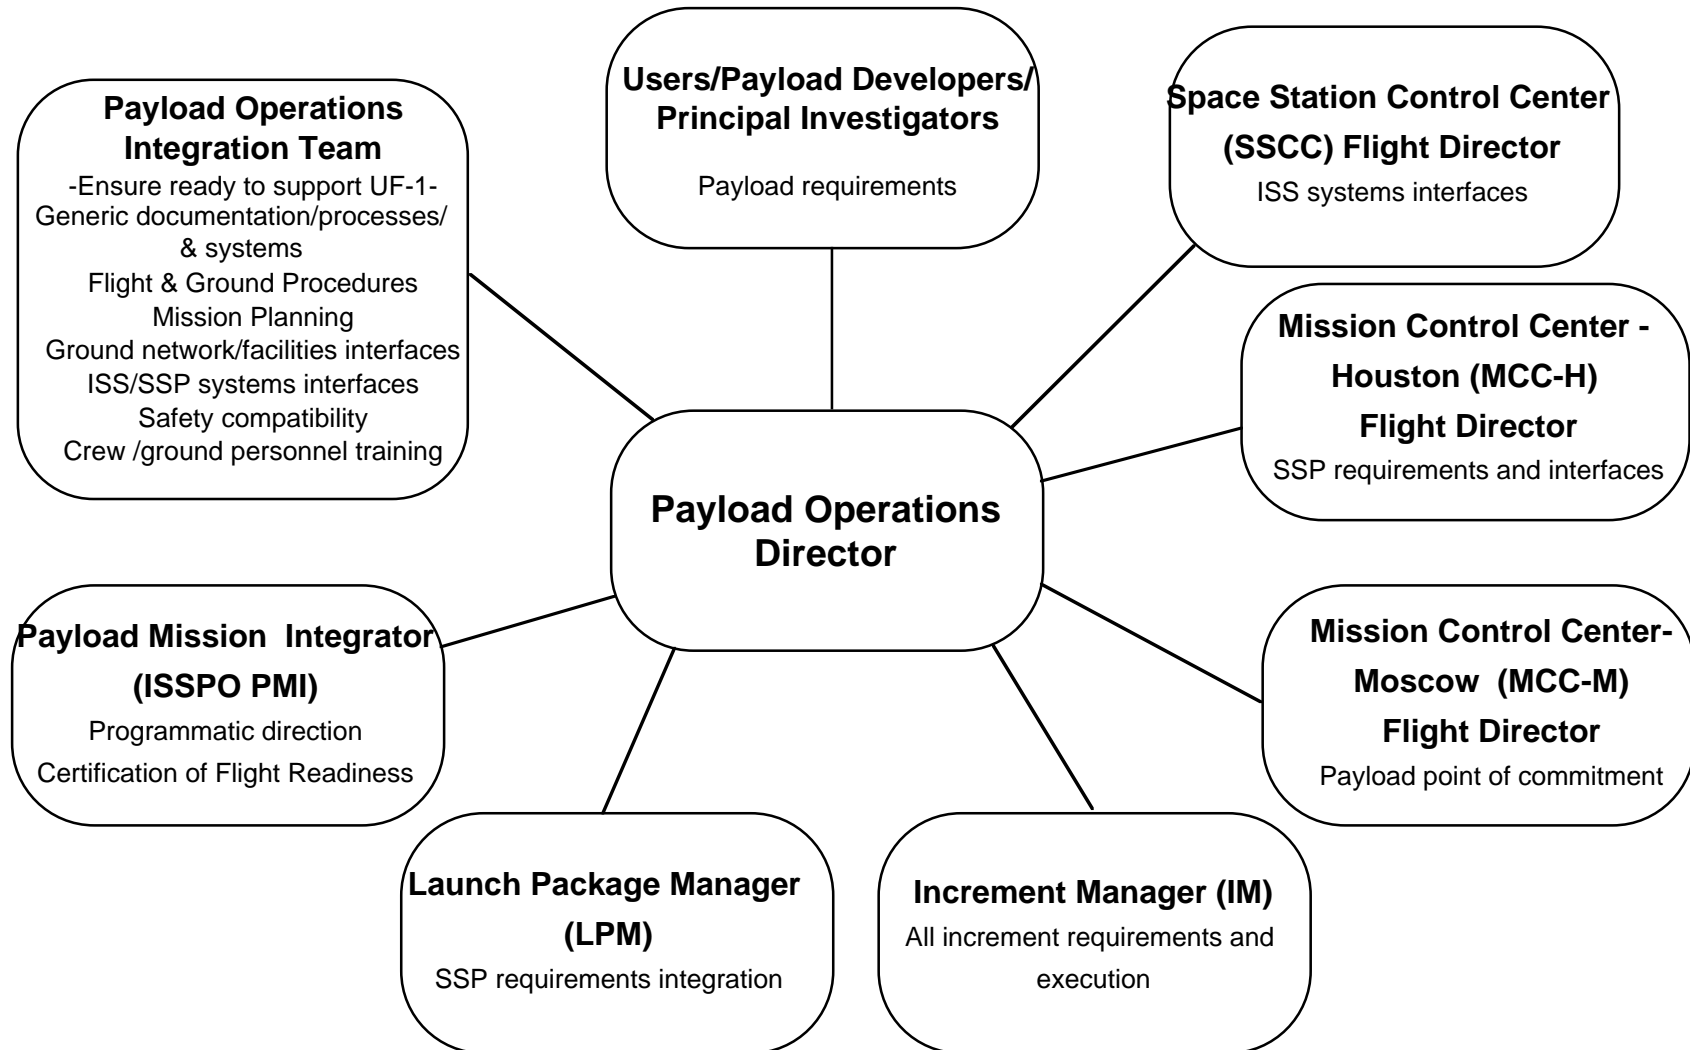 Payload Operations
Integration Team
-Ensure ready to support UF-1-
Generic documentation/processes/
& systems
Flight & Ground Procedures
Mission Planning
Ground network/facilities interfaces
ISS/SSP systems interfaces
Safety compatibility
Crew /ground personnel training
Users/Payload Developers/
Principal Investigators
Payload requirements
Space Station Control Center
(SSCC) Flight Director
ISS systems interfaces
Mission Control Center -
Houston (MCC-H)
Flight Director
SSP requirements and interfaces
Payload Operations
Director
Payload Mission  Integrator
(ISSPO PMI)
Programmatic direction
Certification of Flight Readiness
Mission Control Center-
Moscow  (MCC-M)
Flight Director
Payload point of commitment
Launch Package Manager
(LPM)
SSP requirements integration
Increment Manager (IM)
All increment requirements and
execution